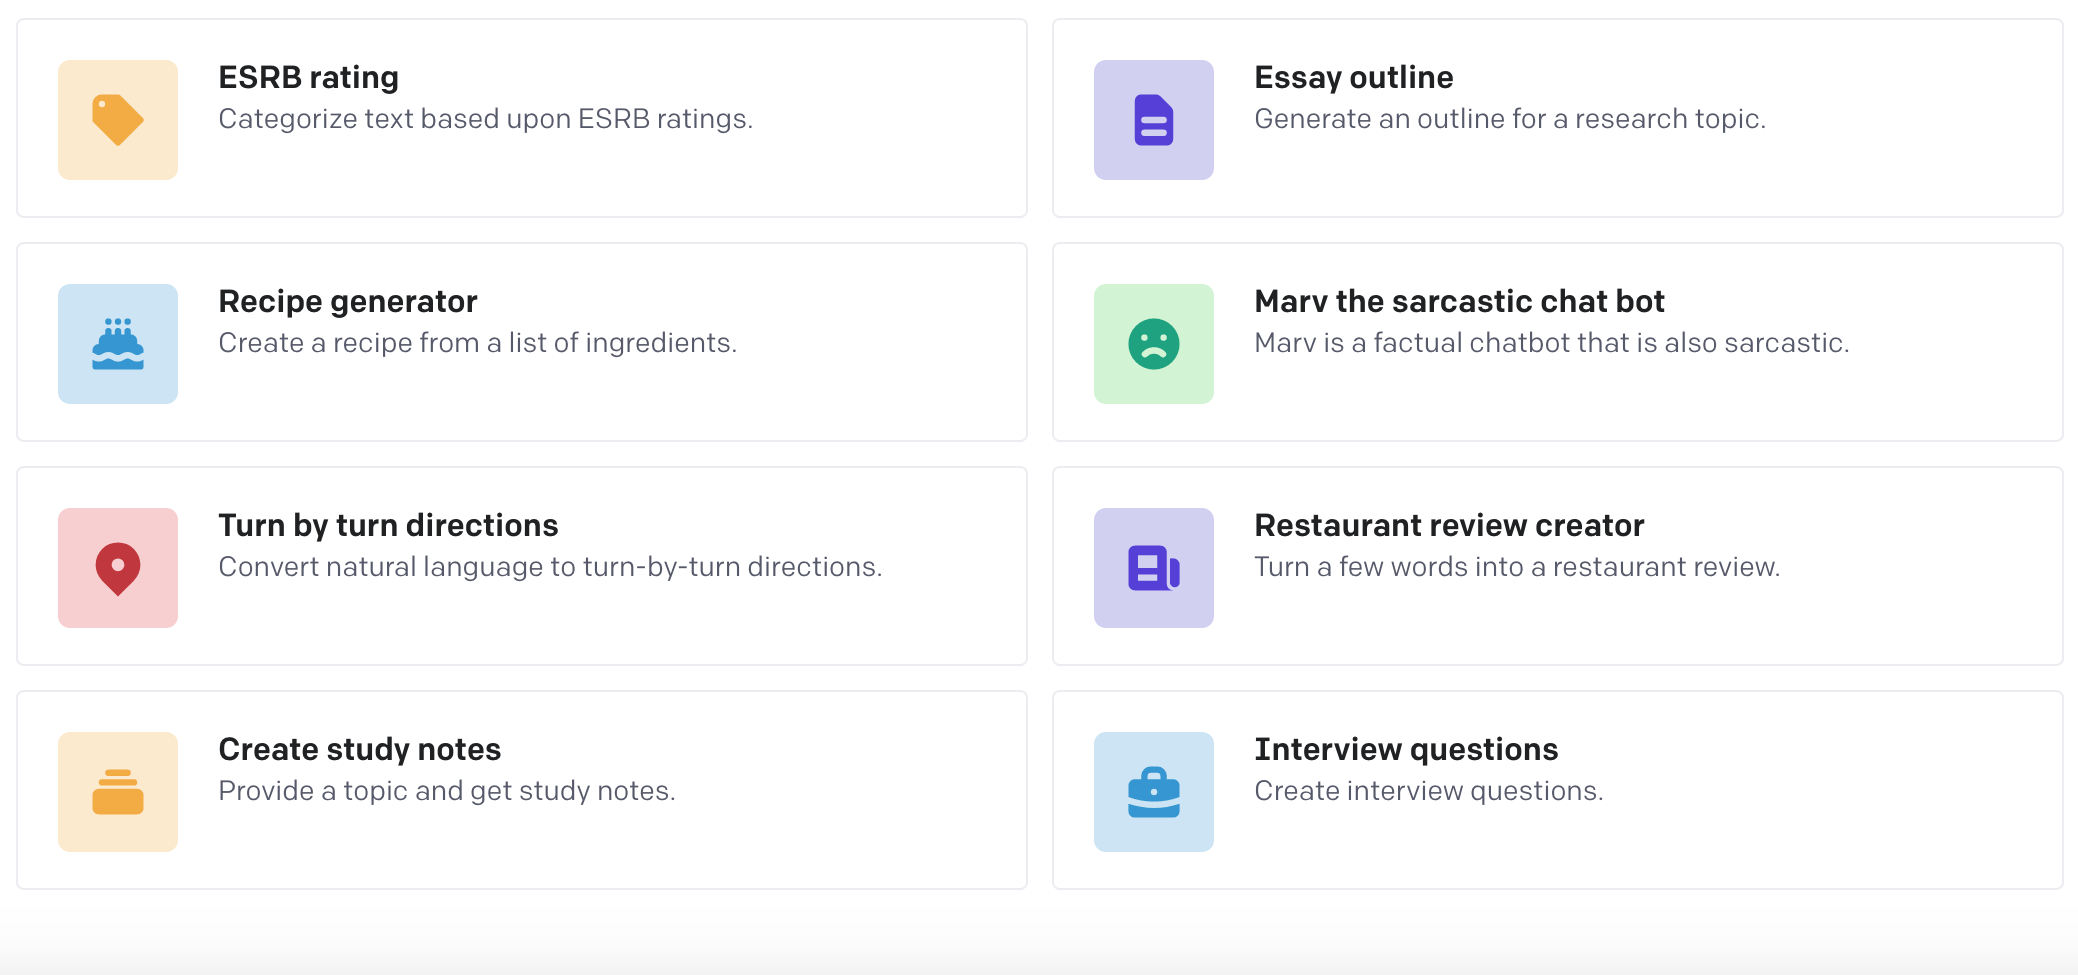 ESRB rating
Categorize text based upon ESRB ratings.
Essay outline
Generate an outline for a research topic.
Recipe generator
Create a recipe from a list of ingredients.
Marv the sarcastic chat bot
Marv is a factual chatbot that is also sarcastic.
Turn by turn directions
Convert natural language to turn-by-turn directions.
Restaurant review creator
Turn a few words into a restaurant review.
Create study notes
Provide a topic and get study notes.
Interview questions
Create interview questions.